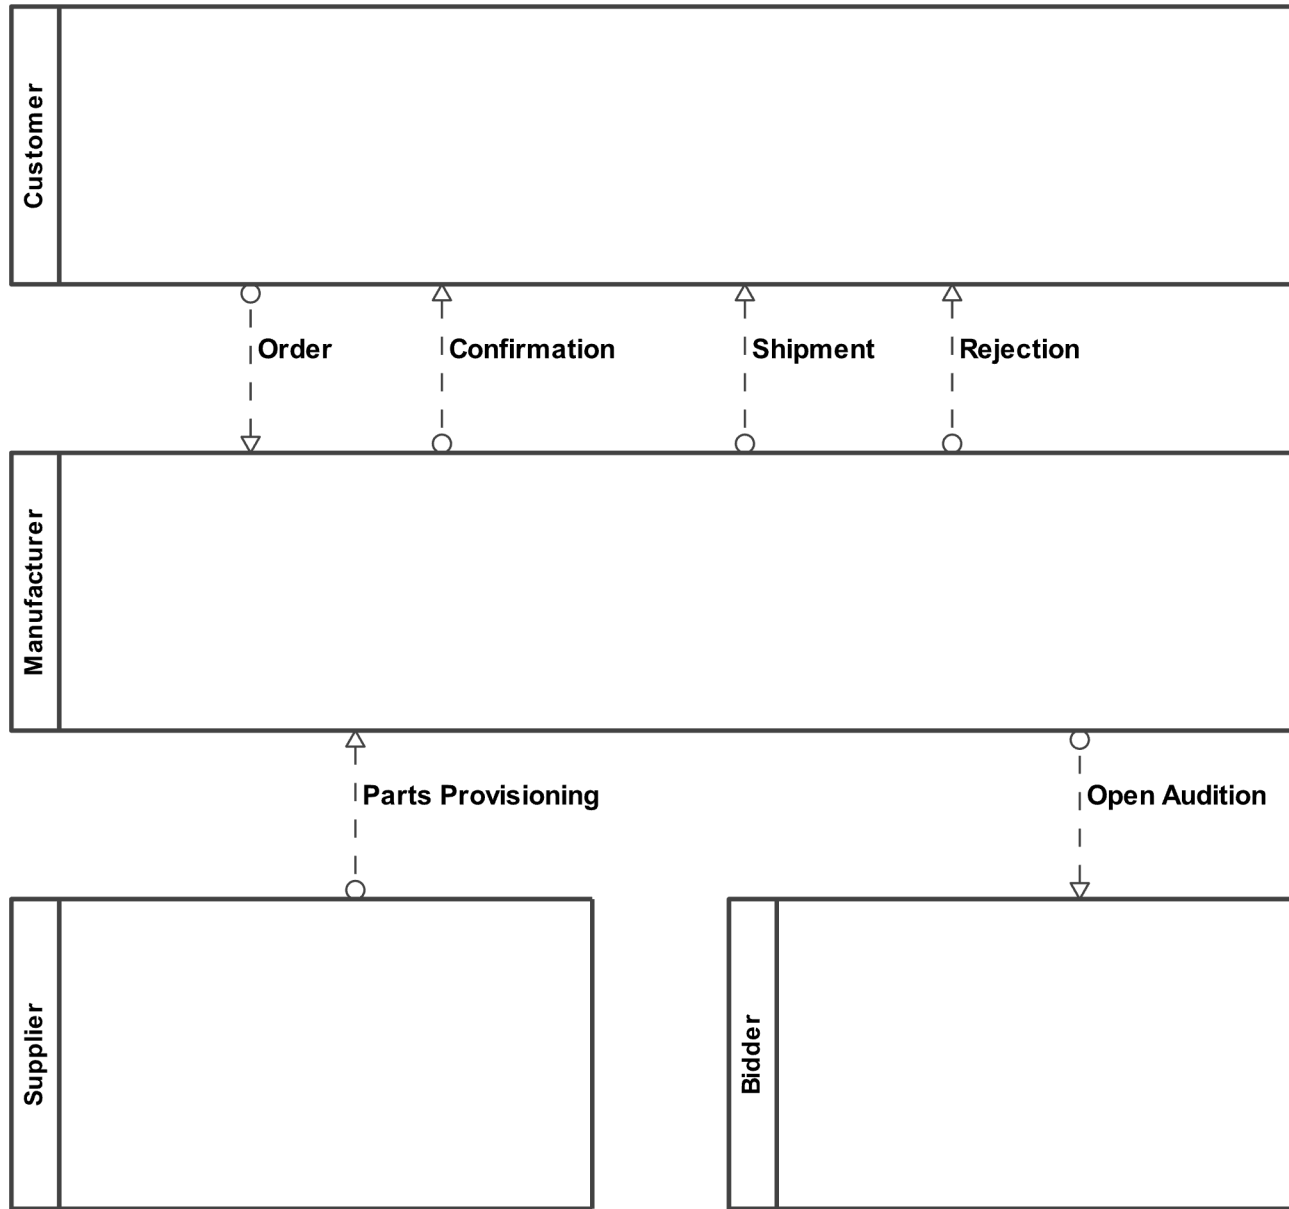 Customer
Order
Confirmation
Shipment
Rejection
Manufacturer
Parts Provisioning
Open Audition
Supplier
Bidder